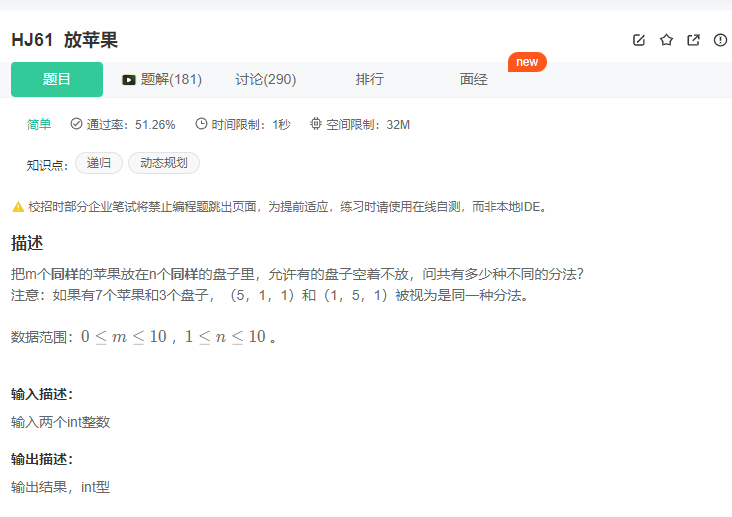 HJ61 放苹果
new
题目 题解(181) 讨论(290) 排行 面经
简单 通过率：51.26% 时间限制：1秒 空间限制：32M
知识点： 递归 动态规划
校招时部分企业笔试将禁止编程题跳出页面，为提前适应，练习时请使用在线自测，而非本地IDE。
描述
把m个同样的苹果放在n个同样的盘子里，允许有的盘子空着不放，问共有多少种不同的分法？
注意：如果有7个苹果和3个盘子，（5，1，1）和（1，5，1）被视为是同一种分法。
数据范围：0 ≤ m ≤ 10 ，1 ≤ n ≤ 10 。
输入描述：
输入两个int整数
输出描述：
输出结果，int型